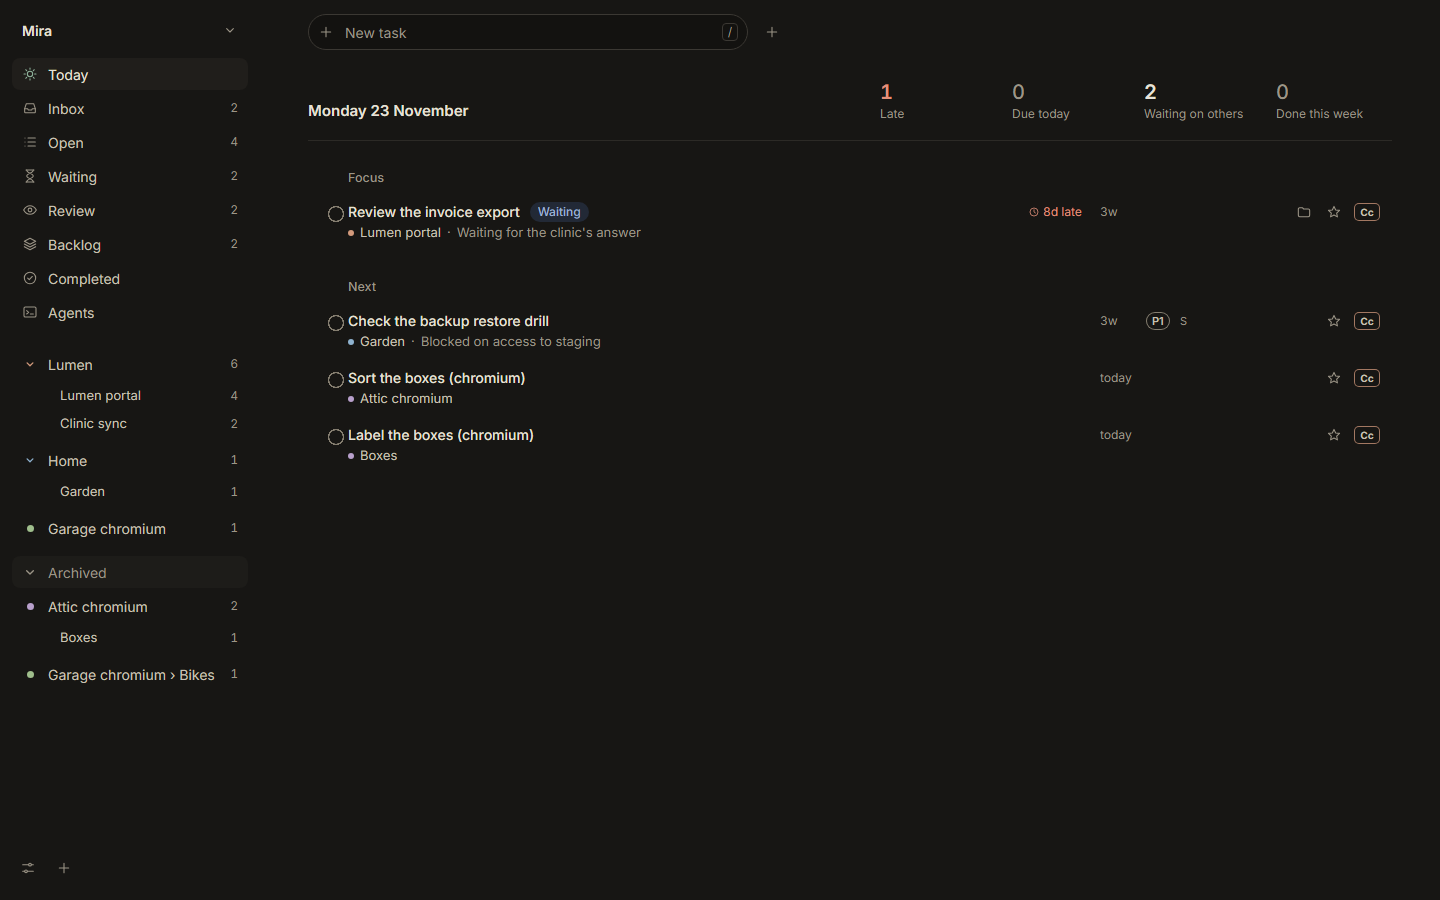 Mira
Today
Inbox 2
Open 4
Waiting 2
Review 2
Backlog 2
Completed
Agents
Lumen 6
Lumen portal 4
Clinic sync 2
Home 1
Garden 1
Garage chromium 1
Archived
Attic chromium 2
Boxes 1
Garage chromium › Bikes 1
New task /
Monday 23 November
1 Late
0 Due today
2 Waiting on others
0 Done this week
Focus
Review the invoice export Waiting 8d late 3w Cc
Lumen portal · Waiting for the clinic's answer
Next
Check the backup restore drill 3w P1 S Cc
Garden · Blocked on access to staging
Sort the boxes (chromium) today Cc
Attic chromium
Label the boxes (chromium) today Cc
Boxes